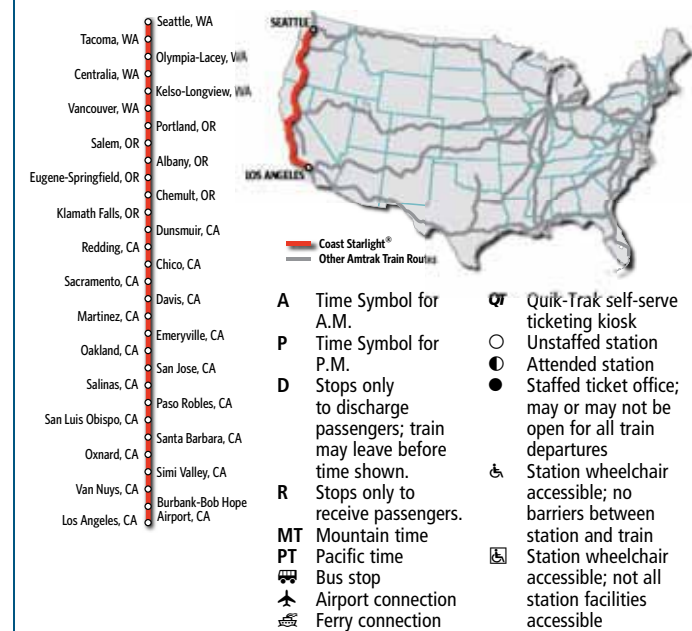 Seattle, WA
Tacoma, WA
Olympia-Lacey, WA
Centralia, WA
Kelso-Longview, WA
Vancouver, WA
Portland, OR
Salem, OR
Albany, OR
Eugene-Springfield, OR
Chemult, OR
Klamath Falls, OR
Dunsmuir, CA
Redding, CA
Chico, CA
Sacramento, CA
Davis, CA
Martinez, CA
Emeryville, CA
Oakland, CA
San Jose, CA
Salinas, CA
Paso Robles, CA
San Luis Obispo, CA
Santa Barbara, CA
Oxnard, CA
Simi Valley, CA
Van Nuys, CA
Burbank-Bob Hope
Airport, CA
Los Angeles, CA
SEATTLE
LOS ANGELES
Coast Starlight®
Other Amtrak Train Routes
A Time Symbol for
A.M.
P Time Symbol for
P.M.
D Stops only
to discharge
passengers; train
may leave before
time shown.
R Stops only to
receive passengers.
MT Mountain time
PT Pacific time
Bus stop
Airport connection
Ferry connection
QT Quik-Trak self-serve
ticketing kiosk
○ Unstaffed station
◐ Attended station
● Staffed ticket office;
may or may not be
open for all train
departures
Station wheelchair
accessible; no
barriers between
station and train
Station wheelchair
accessible; not all
station facilities
accessible